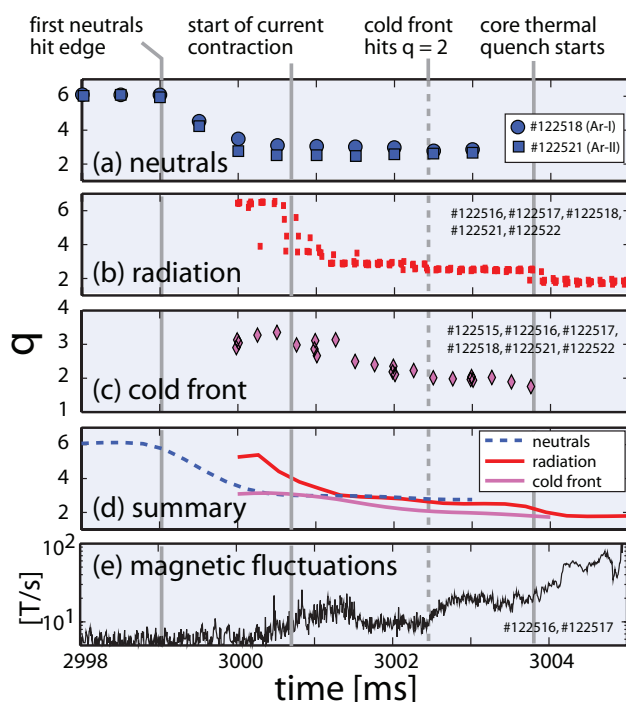 first neutrals
hit edge
start of current
contraction
cold front
hits q = 2
core thermal
quench starts
6
4
2
(a) neutrals
#122518 (Ar-I)
#122521 (Ar-II)
6
4
2
(b) radiation
#122516, #122517, #122518,
#122521, #122522
q
4
3
2
1
(c) cold front
#122515, #122516, #122517,
#122518, #122521, #122522
6
4
2
(d) summary
neutrals
radiation
cold front
[T/s]
10²
10¹
(e) magnetic fluctuations
#122516, #122517
2998
3000
3002
3004
time [ms]